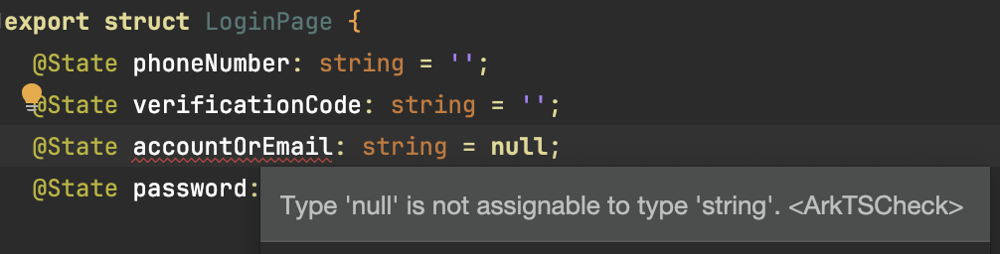 export struct LoginPage {
@State phoneNumber: string = '';
@State verificationCode: string = '';
@State accountOrEmail: string = null;
@State password:
Type 'null' is not assignable to type 'string'. <ArkTSCheck>